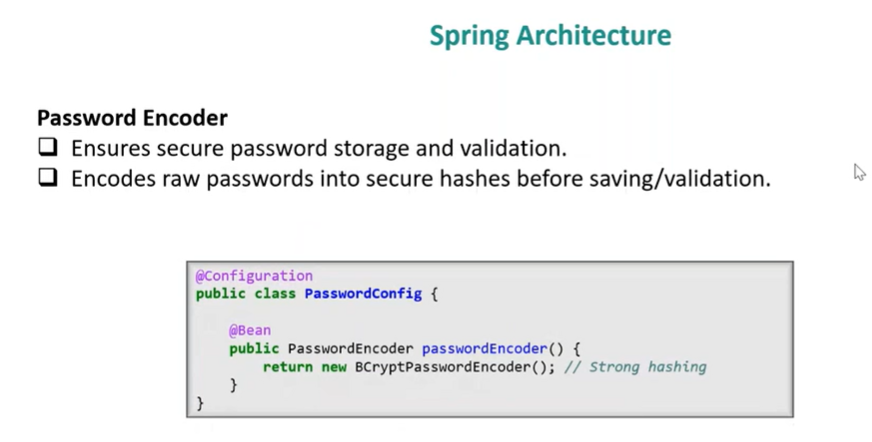 Spring Architecture
Password Encoder
Ensures secure password storage and validation.
Encodes raw passwords into secure hashes before saving/validation.
@Configuration
public class PasswordConfig {
@Bean
public PasswordEncoder passwordEncoder() {
return new BCryptPasswordEncoder(); // Strong hashing
}
}